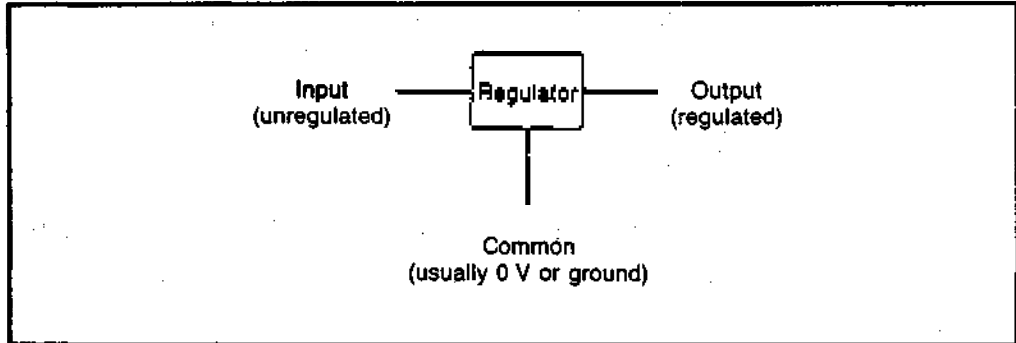 Input
(unregulated)
Regulator
Output
(regulated)
Common
(usually 0 V or ground)